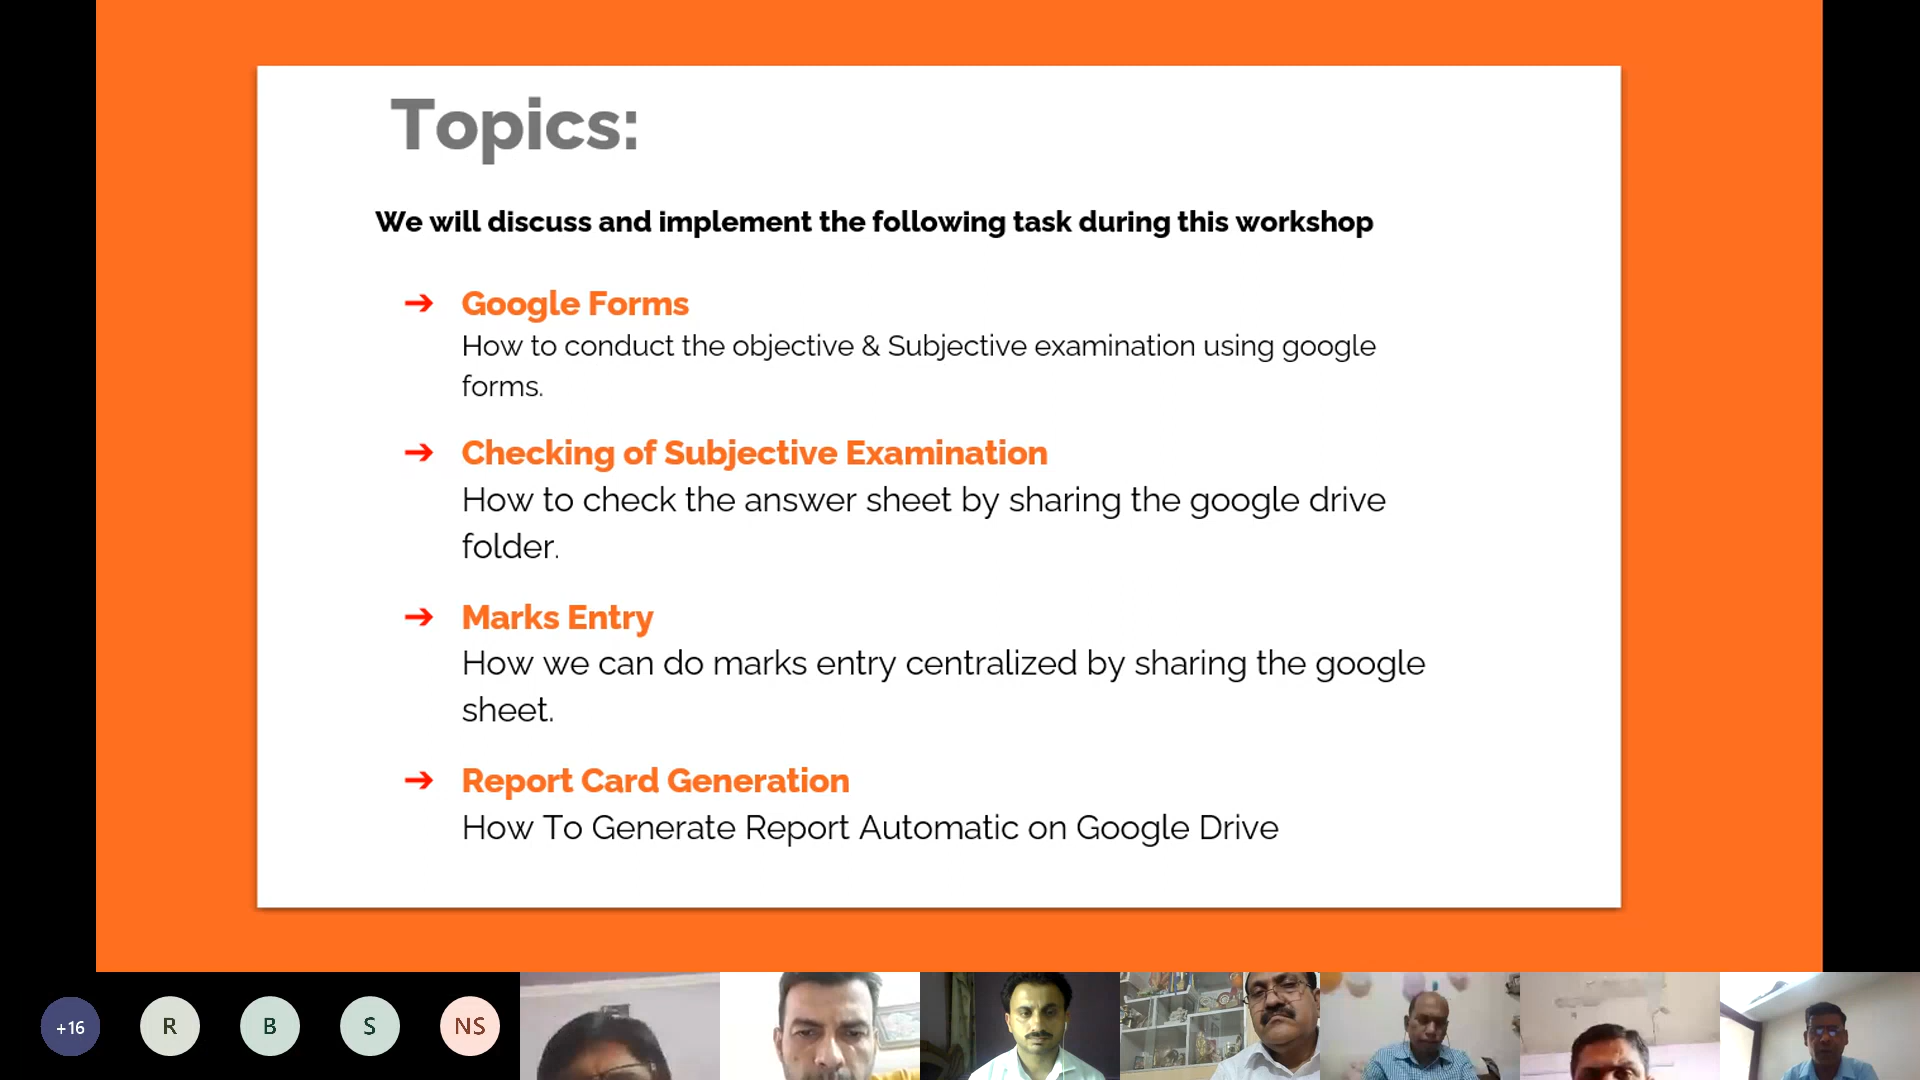 Topics:
We will discuss and implement the following task during this workshop
➔ Google Forms
How to conduct the objective & Subjective examination using google
forms.
➔ Checking of Subjective Examination
How to check the answer sheet by sharing the google drive
folder.
➔ Marks Entry
How we can do marks entry centralized by sharing the google
sheet.
➔ Report Card Generation
How To Generate Report Automatic on Google Drive
+16
R
B
S
NS